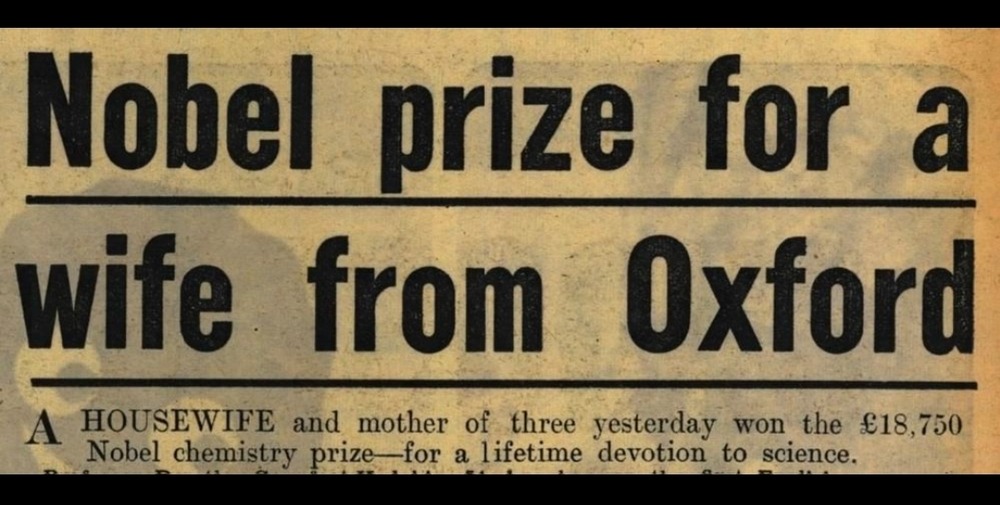 Nobel prize for a
wife from Oxford
A HOUSEWIFE and mother of three yesterday won the £18,750
Nobel chemistry prize—for a lifetime devotion to science.